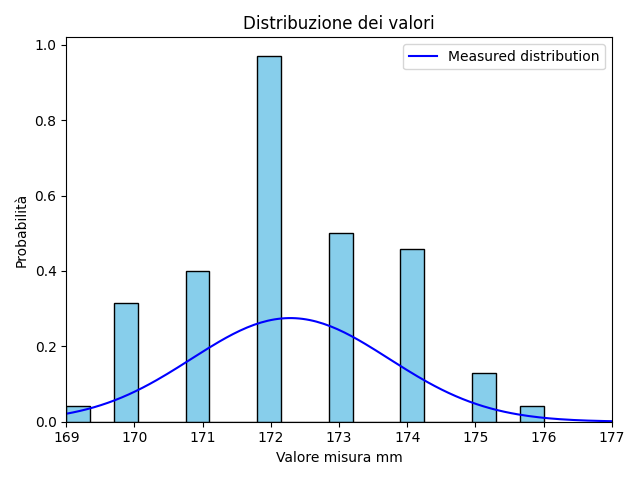 Distribuzione dei valori
Measured distribution
Probabilità
1.0
0.8
0.6
0.4
0.2
0.0
169 170 171 172 173 174 175 176 177
Valore misura mm